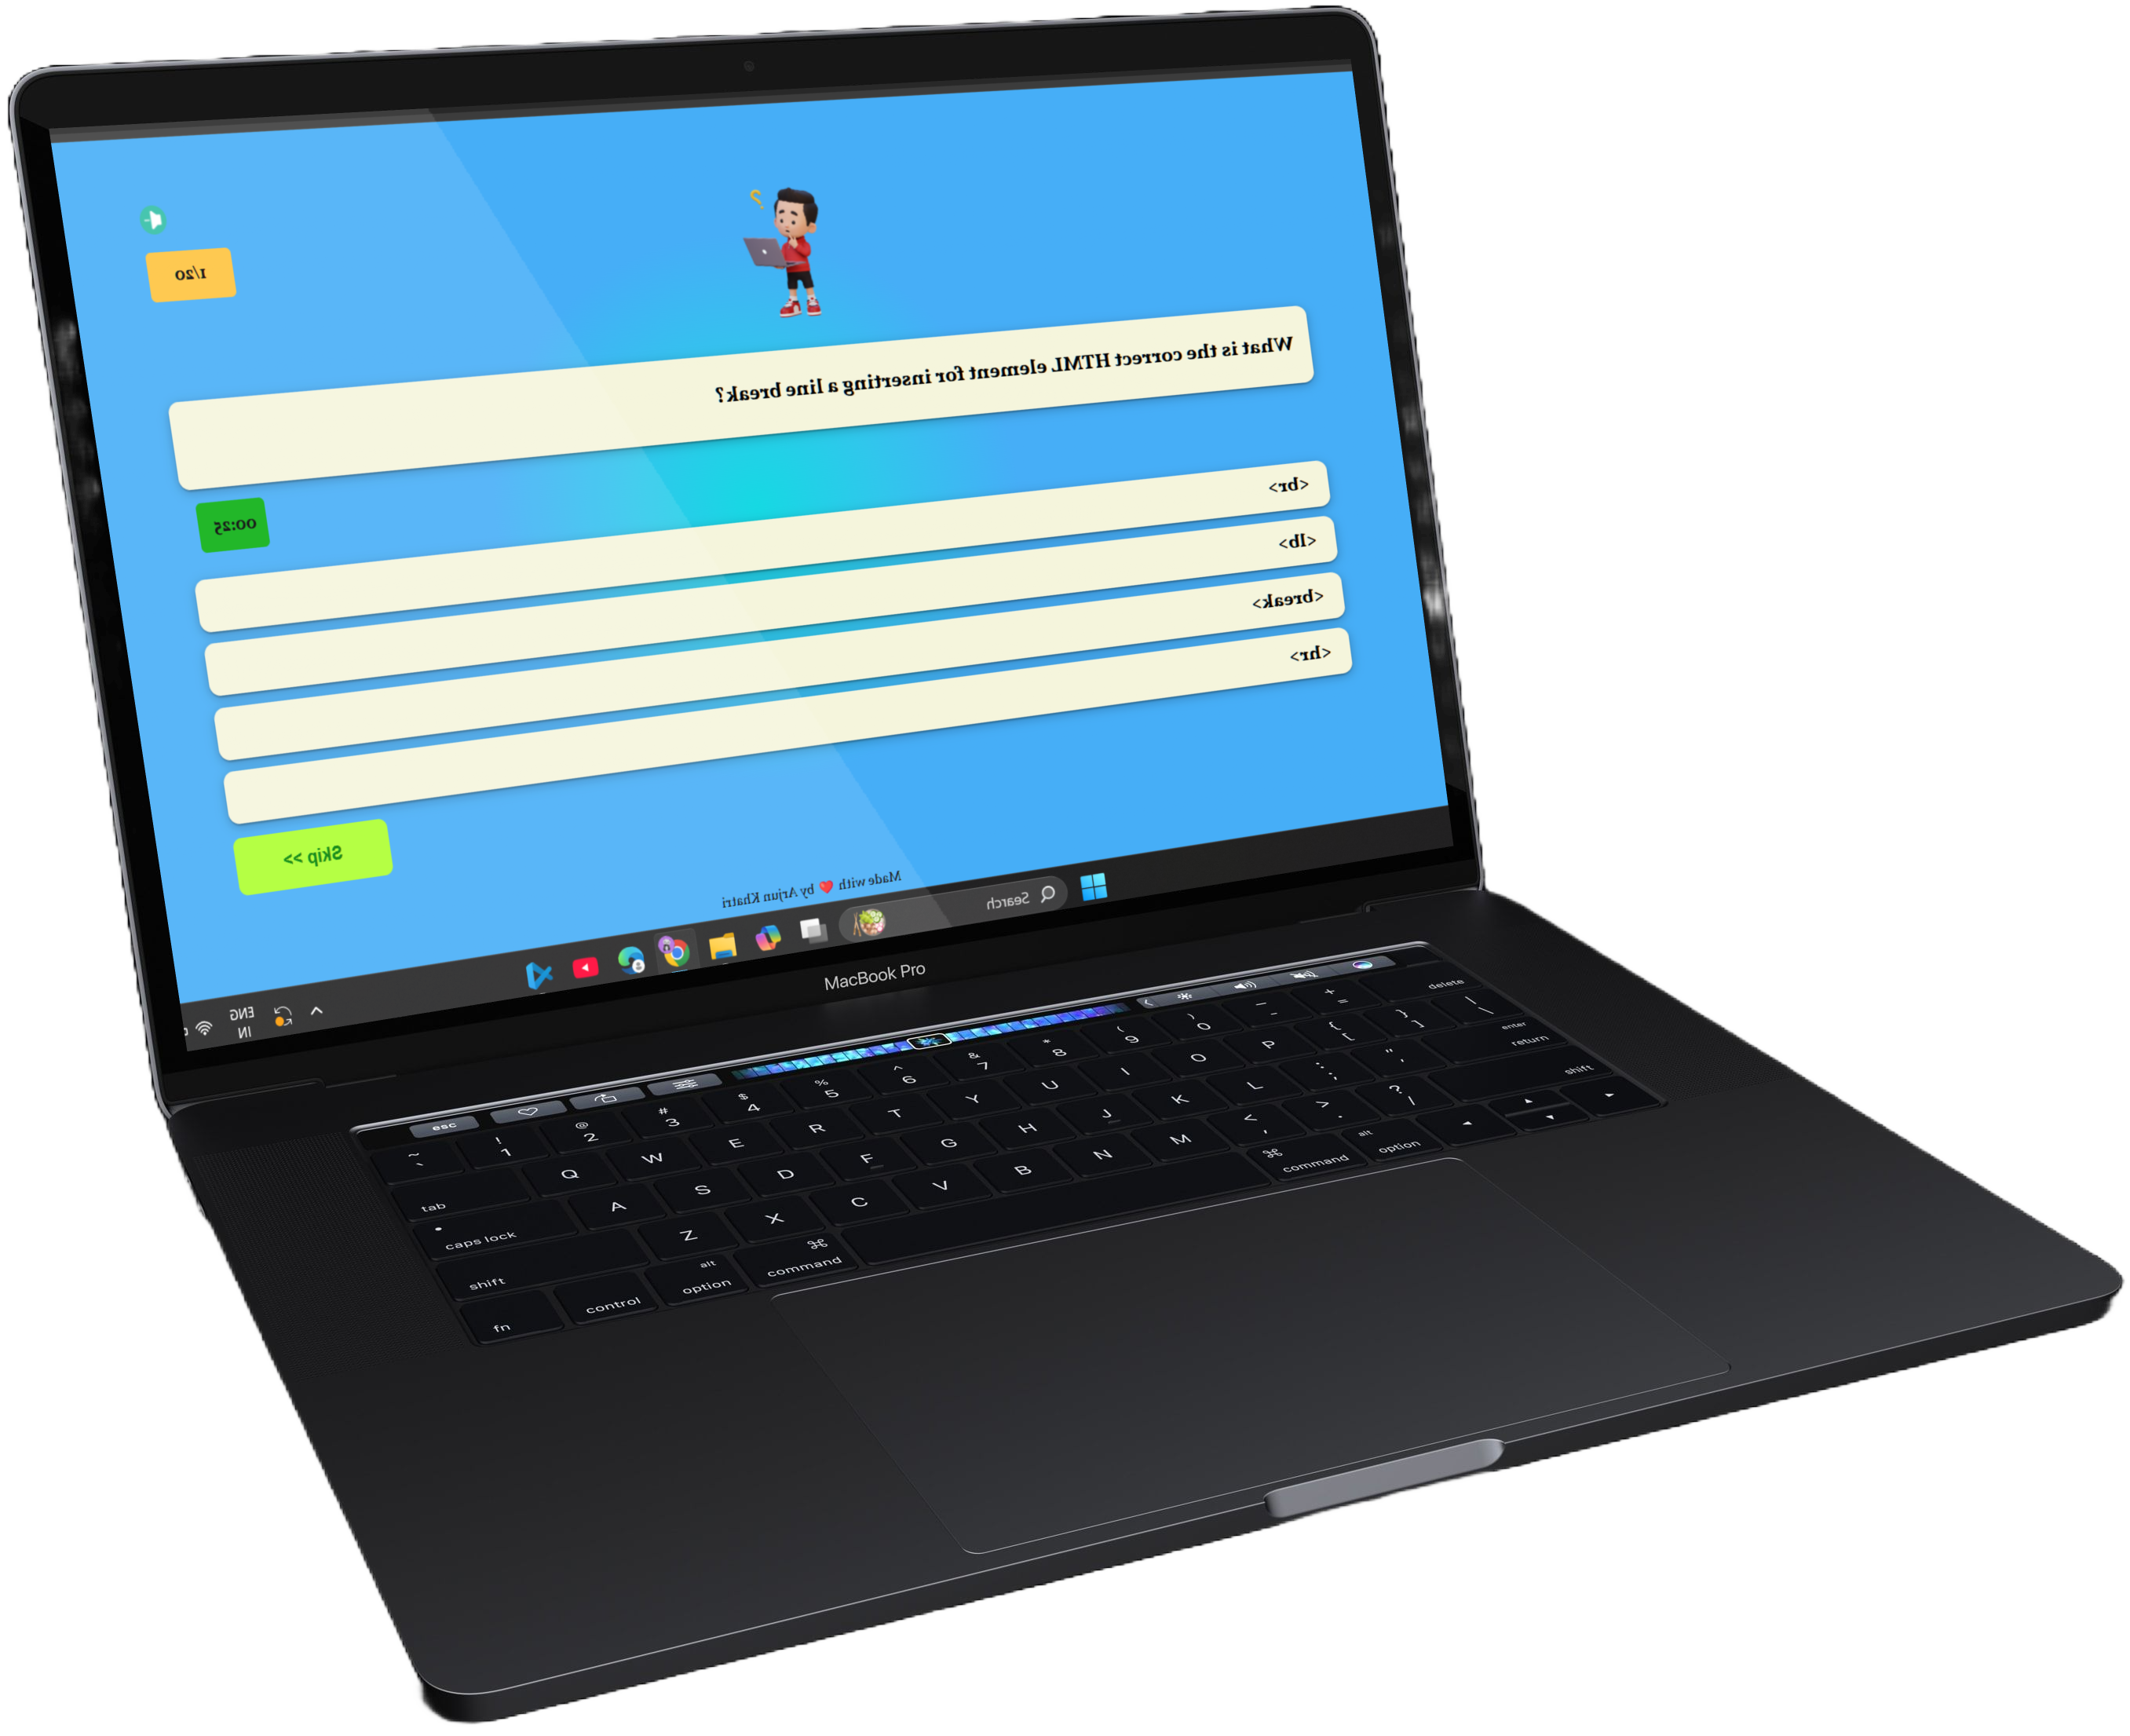 1/20
What is the correct HTML element for inserting a line break?
00:25
<br>
<lb>
<break>
<hr>
Skip >>
Made with ❤ by Arjun Khatri
Search
ENG
IN
MacBook Pro
esc
~ ! @ # $ % ^ & * ( ) _ +
` 1 2 3 4 5 6 7 8 9 0 - = delete
tab Q W E R T Y U I O P { [ } ] | \
caps lock A S D F G H J K L : ; " ' enter return
shift Z X C V B N M < , > . ? / shift
fn control alt option ⌘ command ⌘ command alt option